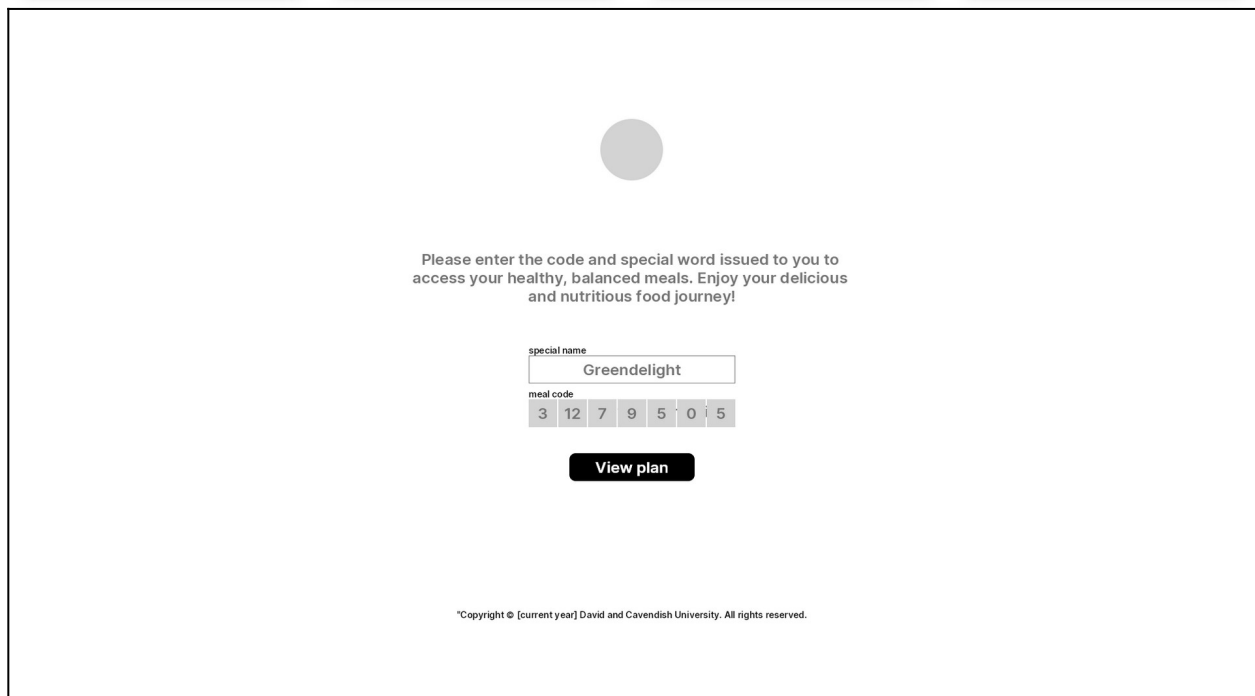 Please enter the code and special word issued to you to
access your healthy, balanced meals. Enjoy your delicious
and nutritious food journey!
special name
Greendelight
meal code
3 12 7 9 5 0 5
View plan
"Copyright © [current year] David and Cavendish University. All rights reserved.